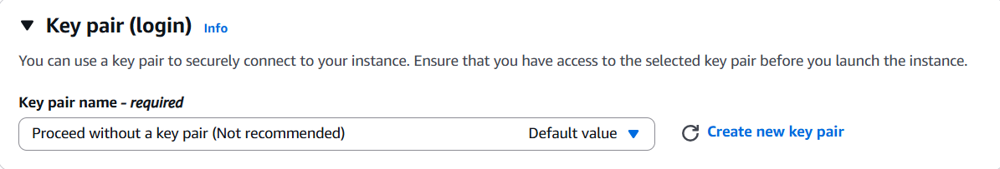 Key pair (login) Info
You can use a key pair to securely connect to your instance. Ensure that you have access to the selected key pair before you launch the instance.
Key pair name - required
Proceed without a key pair (Not recommended) Default value Create new key pair